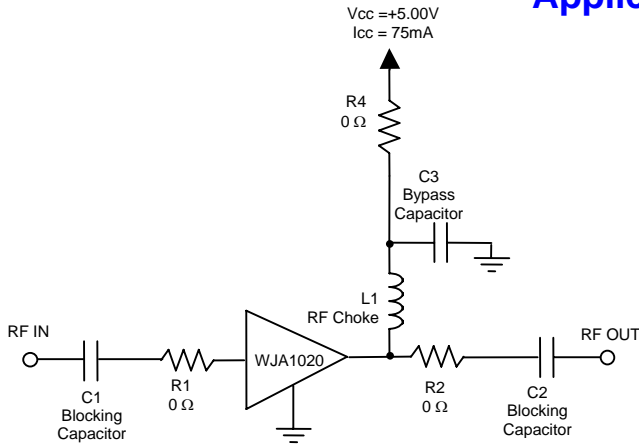 Applic
Vcc =+5.00V
Icc = 75mA
R4
0 Ω
C3
Bypass
Capacitor
L1
RF Choke
RF IN
RF OUT
WJA1020
C1
Blocking
Capacitor
R1
0 Ω
R2
0 Ω
C2
Blocking
Capacitor